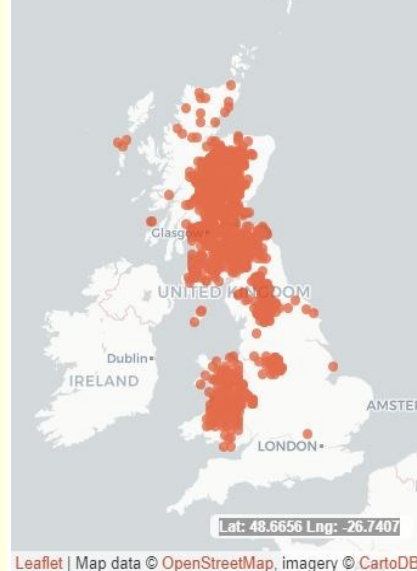 Glasgow
UNITED KINGDOM
Dublin
IRELAND
AMSTE
LONDON
Lat: 48.6656 Lng: -26.7407
Leaflet | Map data © OpenStreetMap, imagery © CartoDB